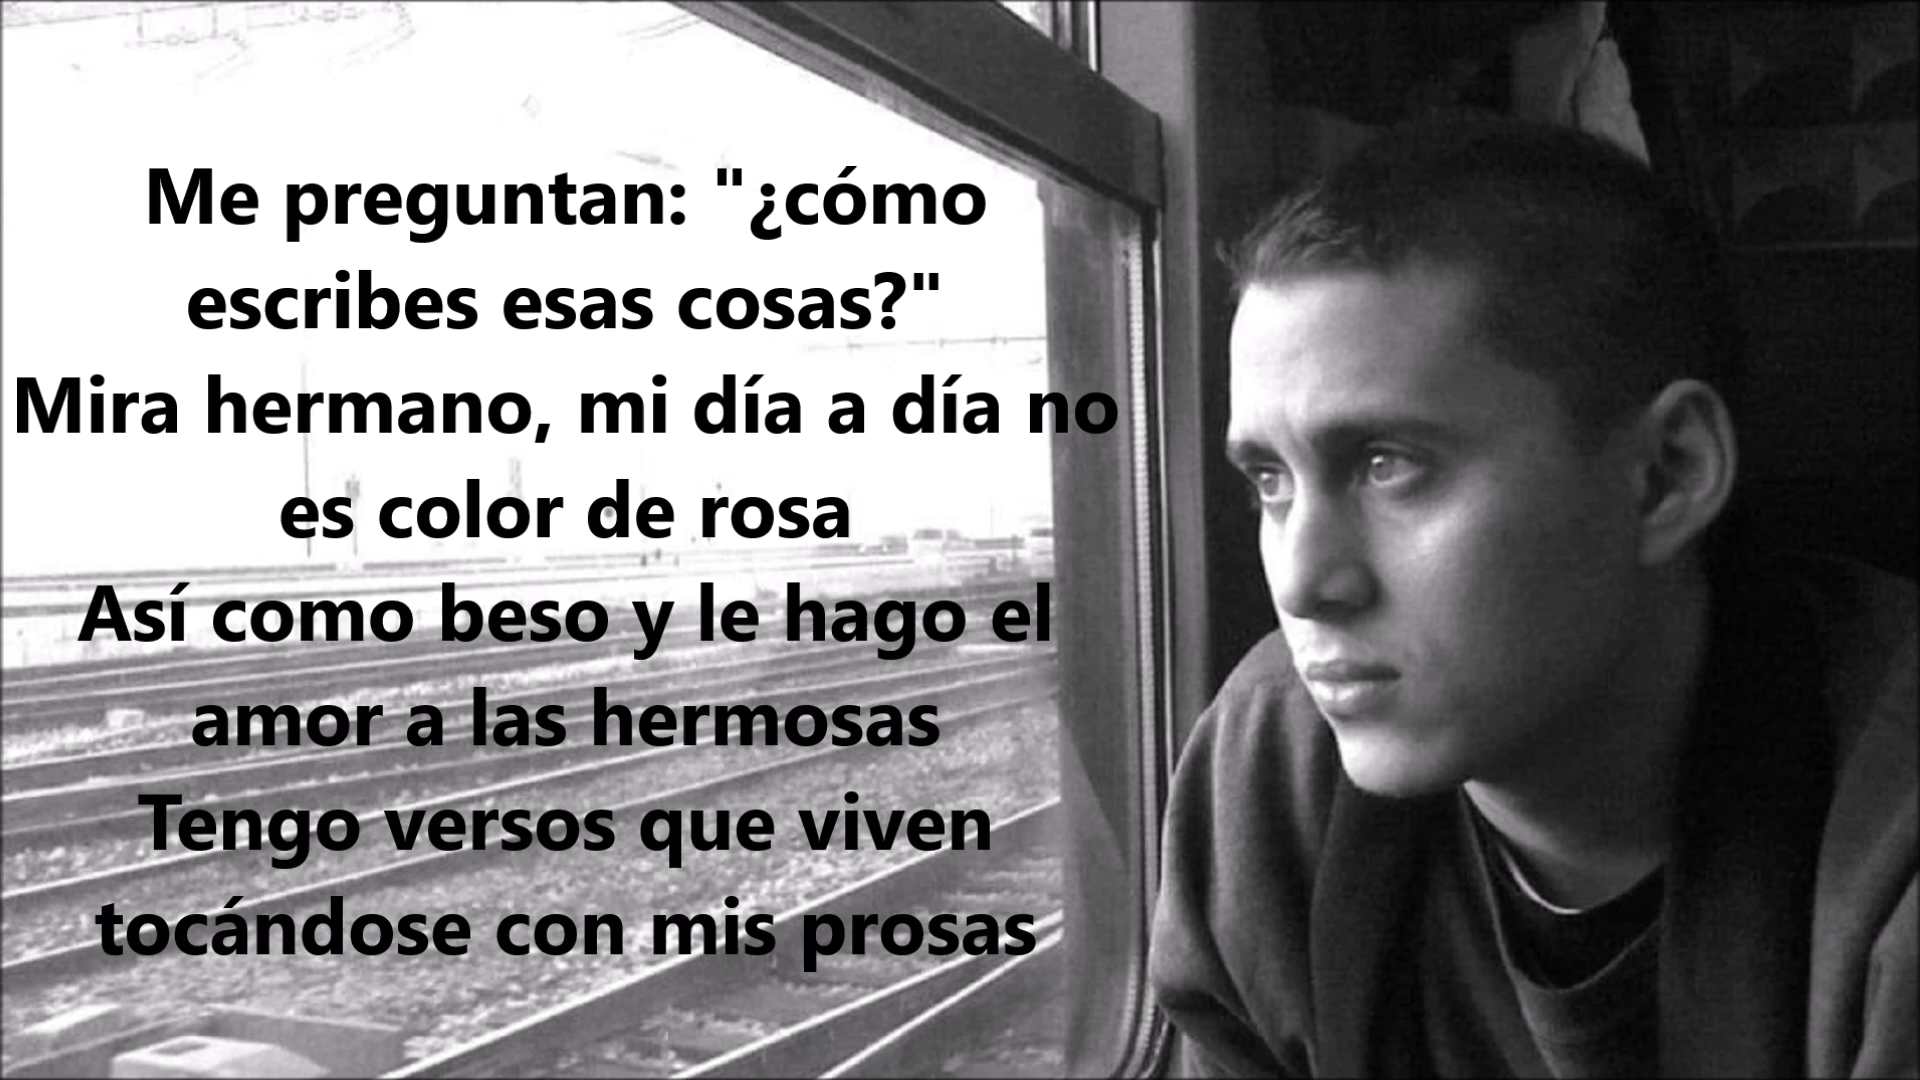 Me preguntan: "¿cómo
escribes esas cosas?"
Mira hermano, mi día a día no
es color de rosa
Así como beso y le hago el
amor a las hermosas
Tengo versos que viven
tocándose con mis prosas